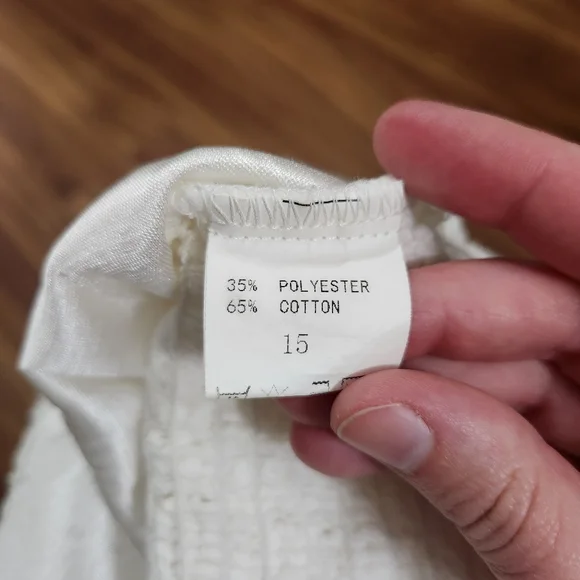 35% POLYESTER
65% COTTON
15